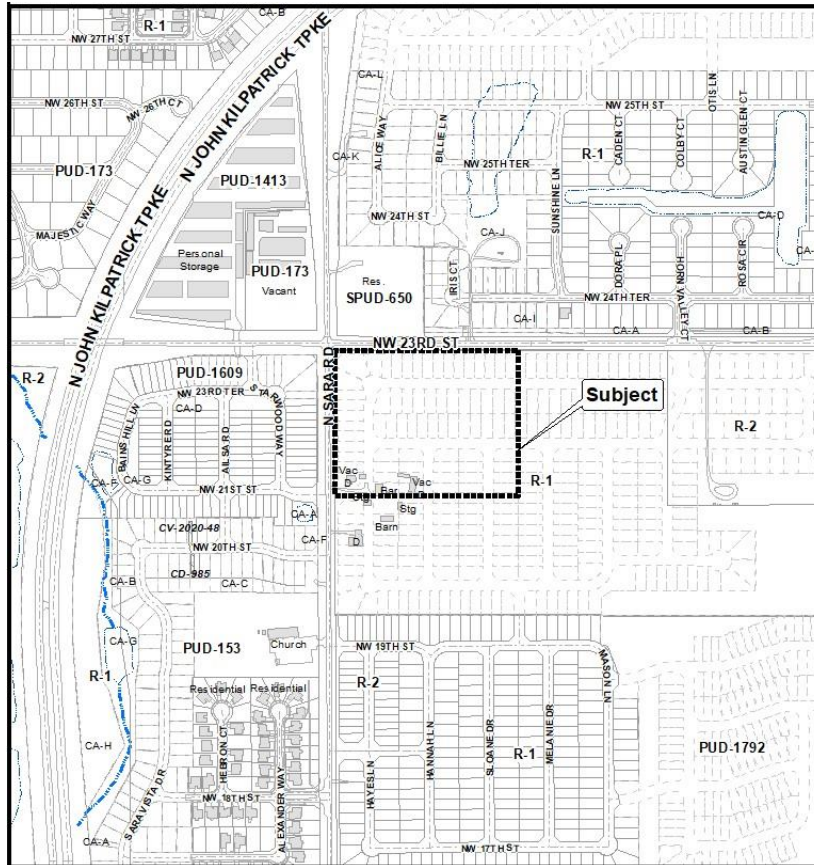 CA-B
R-1
NW 27TH ST
N JOHN KILPATRICK TPKE
CA-L
NW 26TH ST
NW 26TH CT
NW 25TH ST
OTIS LN
PUD-173
N JOHN KILPATRICK TPKE
PUD-1413
CA-K
ALICE WAY
BILLIE LN
NW 25TH TER
R-1
CADEN CT
COLBY CT
AUSTIN GLEN CT
SUNSHINE LN
MAJESTIC WAY
NW 24TH ST
CA-D
CA-J
Personal
Storage
PUD-173
Vacant
Res.
SPUD-650
IRIS CT
DORA PL
HORN VALLEY CT
ROSA CIR
NW 24TH TER
CA-I
CA-A
CA-B
NW 23RD ST
R-2
PUD-1609
N SARA RD
NW 23RD TER
STARWOOD WAY
CA-D
BAINS HILL LN
KINTYRE RD
AILSA RD
Subject
R-2
R-1
CA-F
CA-G
NW 21ST ST
Vac
D
Bar
Vac
Stg
Stg
Barn
D
CA-A
CV-2020-48
CA-F
NW 20TH ST
CD-985
CA-B
CA-C
CA-G
PUD-153
Church
R-1
NW 19TH ST
R-2
MASON LN
Residential
Residential
CA-H
HEBRON CT
ALEXANDER WAY
HAYES LN
HANNAH LN
SLOANE DR
MELANIE DR
R-1
PUD-1792
SARA VISTA DR
NW 18TH ST
CA-A
NW 17TH ST